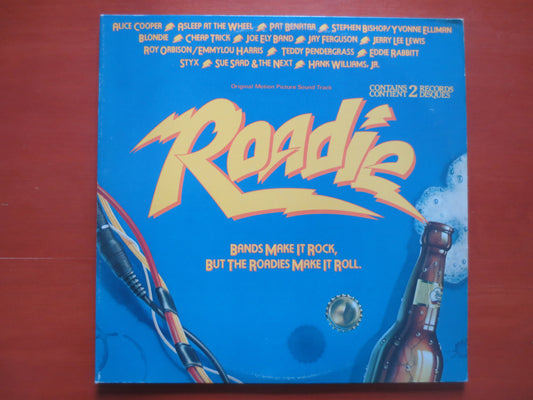 ALICE COOPER ASLEEP AT THE WHEEL PAT BENATAR STEPHEN BISHOP/YVONNE ELLIMAN
BLONDIE CHEAP TRICK JOE ELY BAND JAY FERGUSON JERRY LEE LEWIS
ROY ORBISON/EMMYLOU HARRIS TEDDY PENDERGRASS EDDIE RABBITT
STYX SUE SAAD & THE NEXT HANK WILLIAMS, JR.
Original Motion Picture Sound Track
CONTAINS 2 RECORDS
CONTIENT 2 DISQUES
Roadie
BANDS MAKE IT ROCK,
BUT THE ROADIES MAKE IT ROLL.